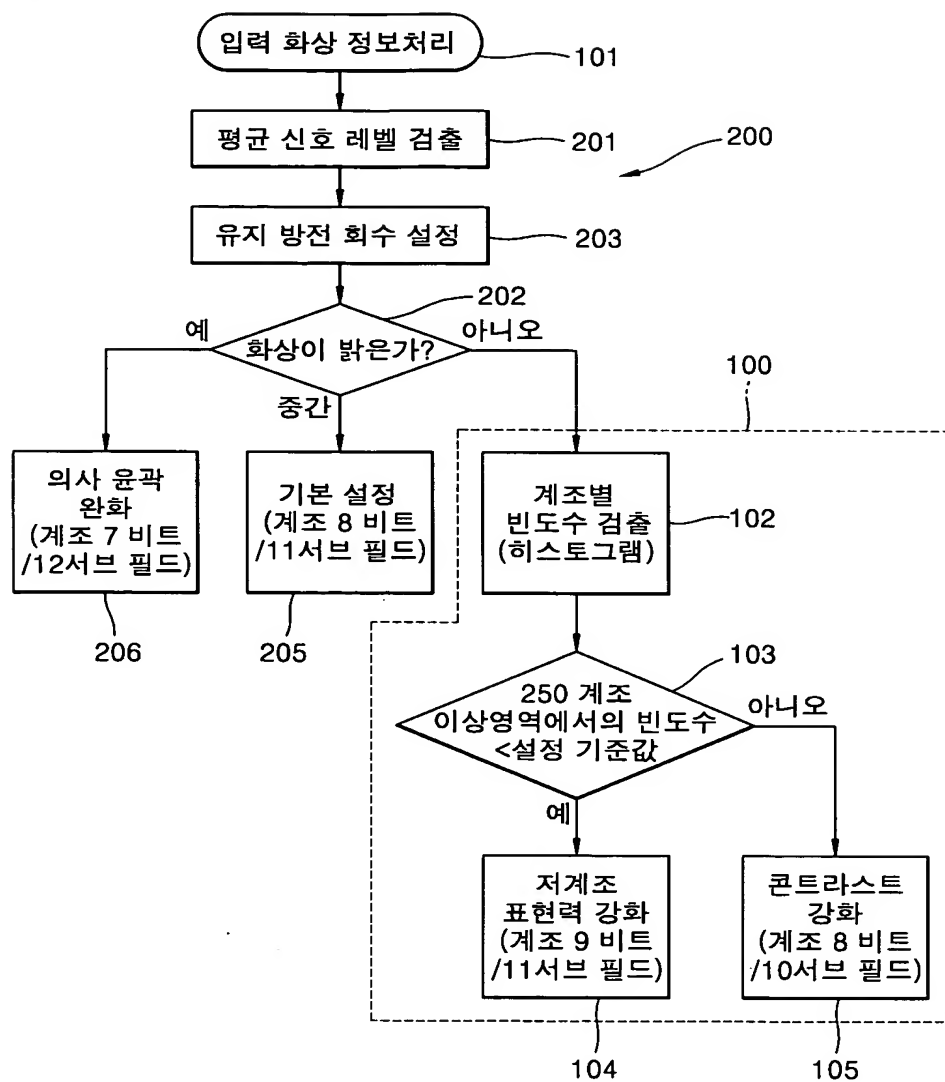 입력 화상 정보처리
101
평균 신호 레벨 검출
201
200
유지 방전 회수 설정
203
202
예
아니오
화상이 밝은가?
중간
100
의사 윤곽
완화
(계조 7 비트
/12서브 필드)
206
기본 설정
(계조 8 비트
/11서브 필드)
205
계조별
빈도수 검출
(히스토그램)
102
103
250 계조
이상영역에서의 빈도수
<설정 기준값
아니오
예
저계조
표현력 강화
(계조 9 비트
/11서브 필드)
104
콘트라스트
강화
(계조 8 비트
/10서브 필드)
105